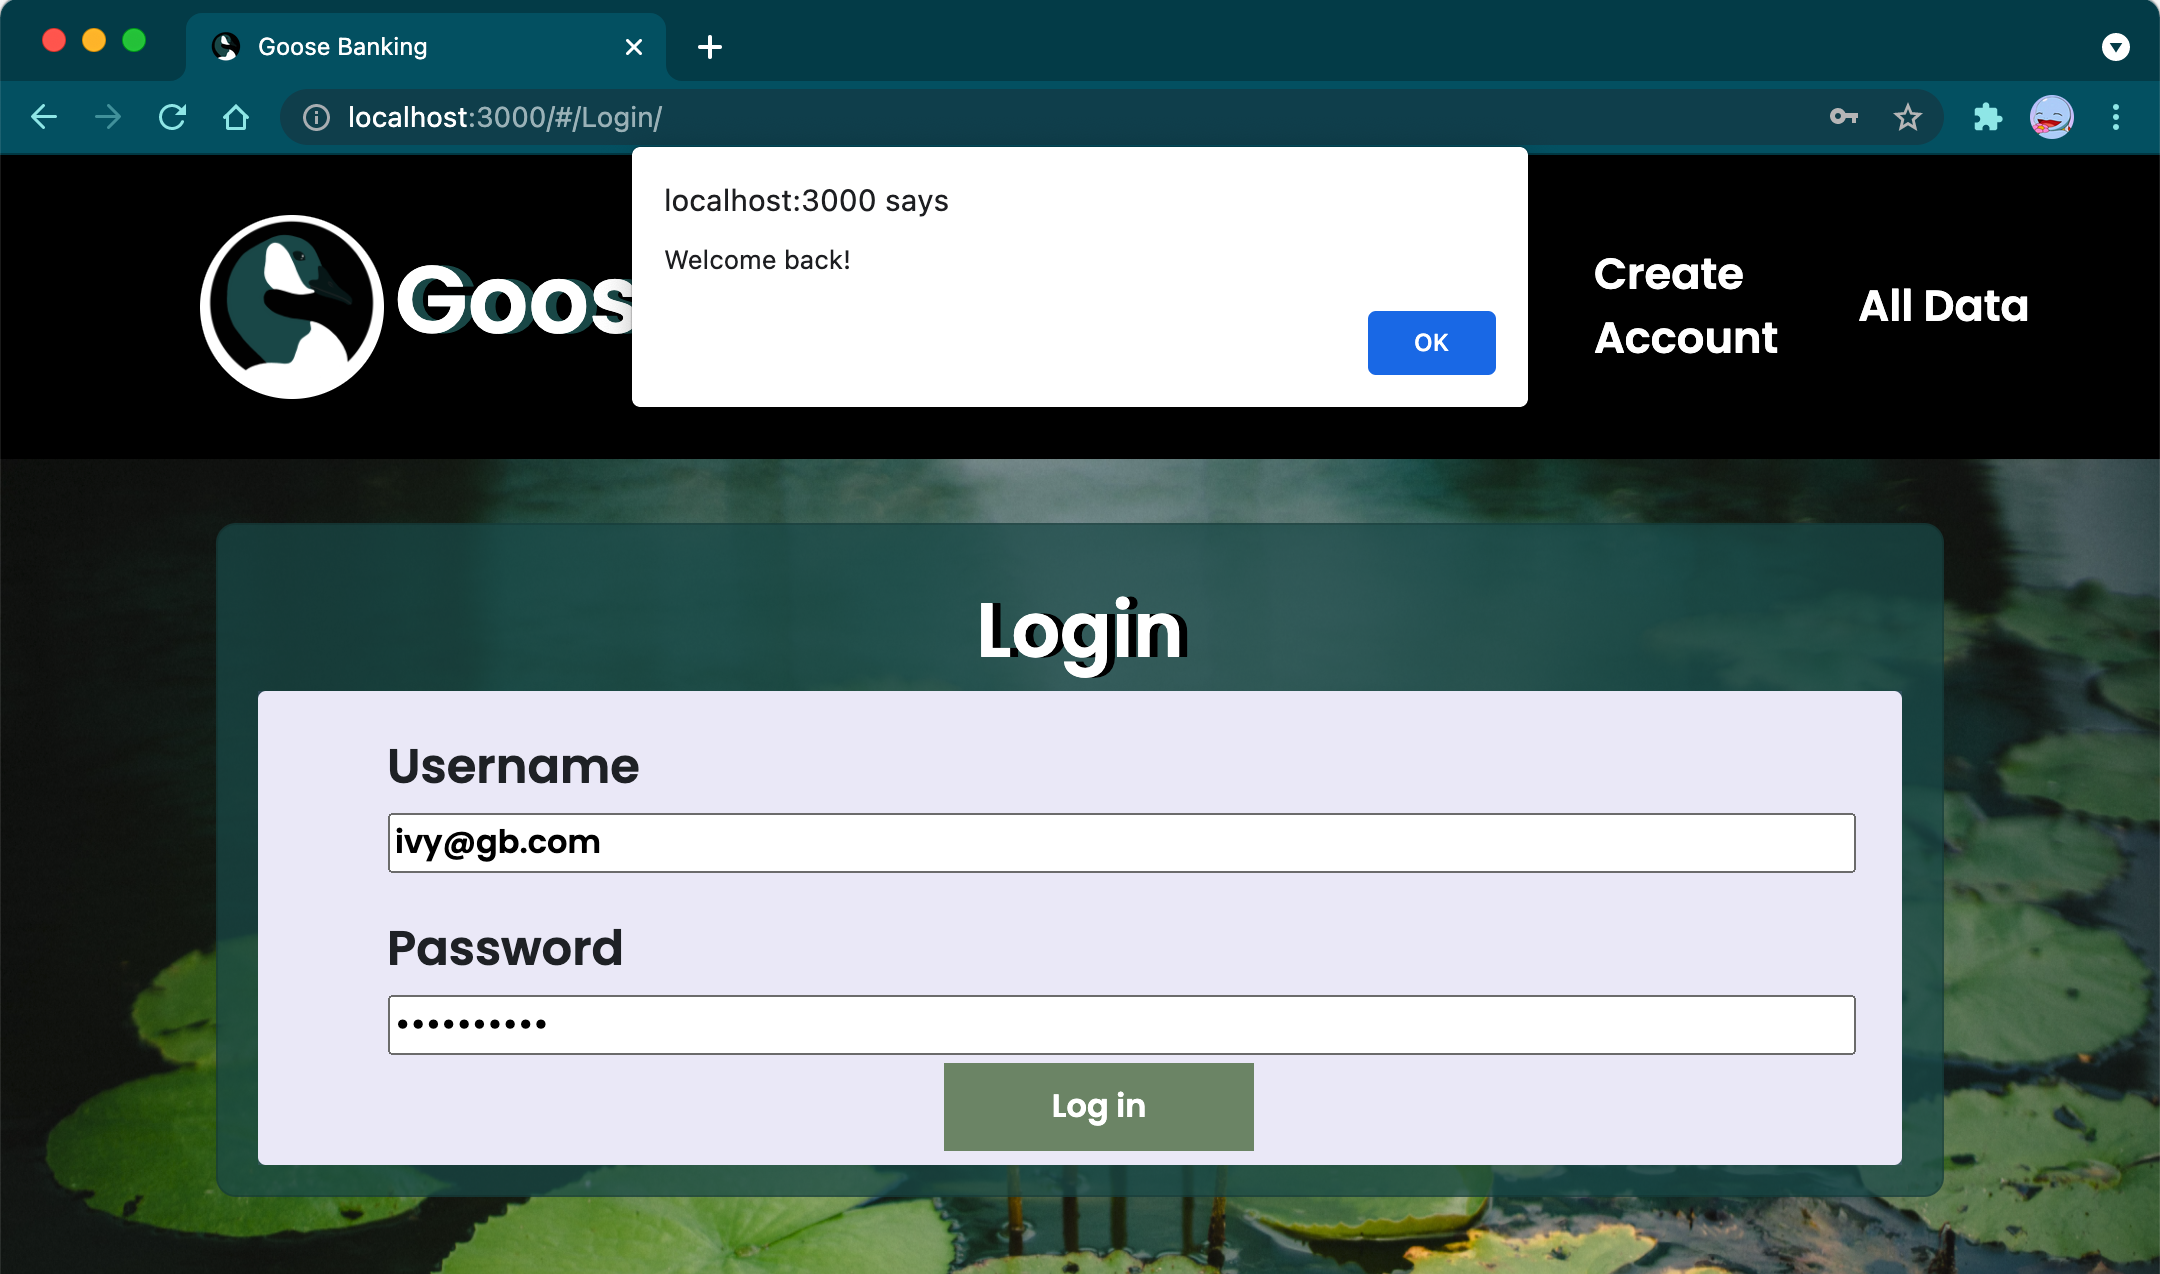 Goose Banking
localhost:3000/#/Login/
localhost:3000 says
Welcome back!
OK
Goos
Create
Account
All Data
Login
Username
ivy@gb.com
Password
••••••••••
Log in